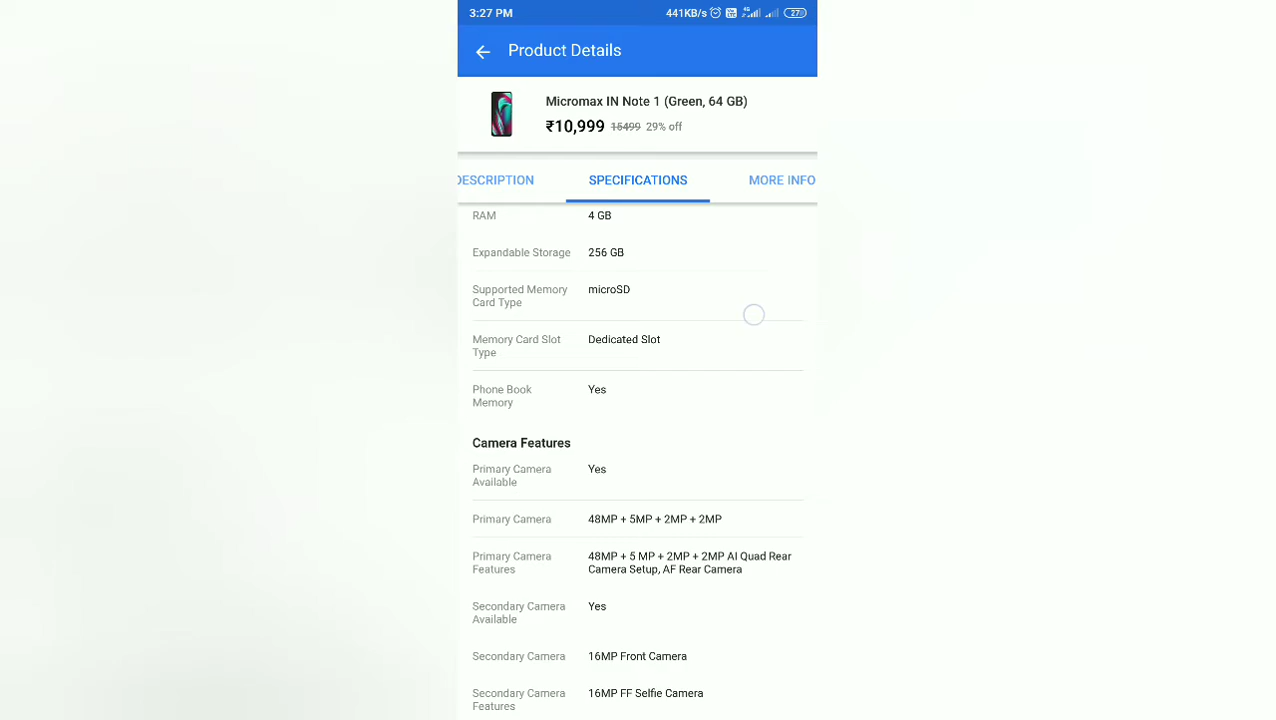 3:27 PM
441KB/s 4G 27
Product Details
Micromax IN Note 1 (Green, 64 GB)
₹10,999 15499 29% off
DESCRIPTION SPECIFICATIONS MORE INFO
RAM 4 GB
Expandable Storage 256 GB
Supported Memory microSD
Card Type
Memory Card Slot Dedicated Slot
Type
Phone Book Yes
Memory
Camera Features
Primary Camera Yes
Available
Primary Camera 48MP + 5MP + 2MP + 2MP
Primary Camera 48MP + 5 MP + 2MP + 2MP AI Quad Rear
Features Camera Setup, AF Rear Camera
Secondary Camera Yes
Available
Secondary Camera 16MP Front Camera
Secondary Camera 16MP FF Selfie Camera
Features